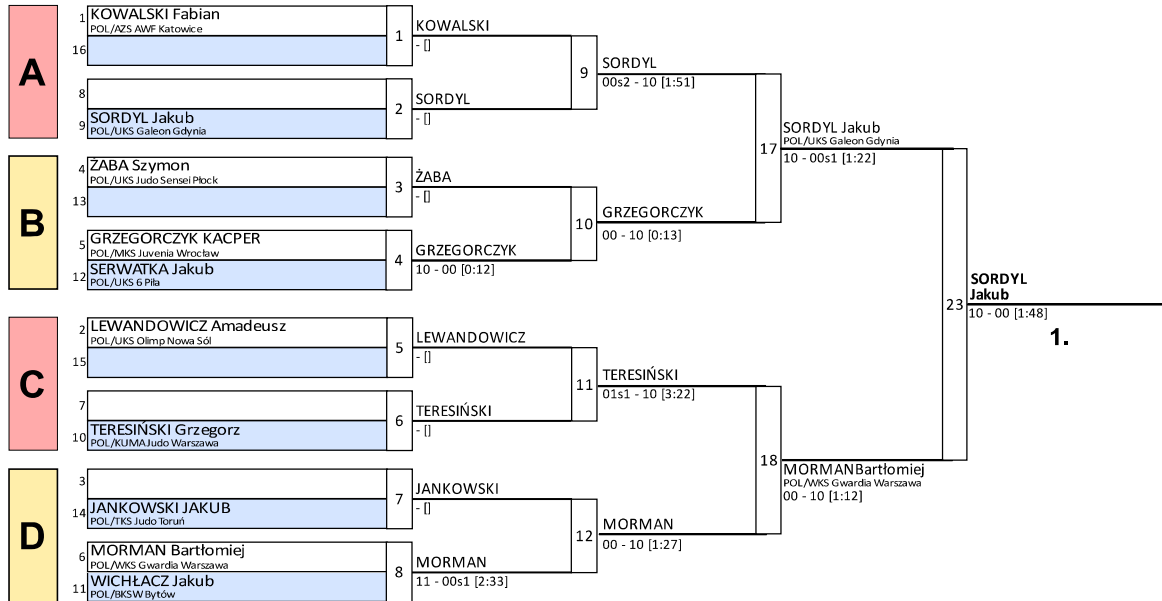 A
1 KOWALSKI Fabian
POL/AZS AWF Katowice
16
1
KOWALSKI
- []
8
9 SORDYL Jakub
POL/UKS Galeon Gdynia
2
SORDYL
- []
9
SORDYL
00s2 - 10 [1:51]
B
4 ŻABA Szymon
POL/UKS Judo Sensei Płock
13
3
ŻABA
- []
5 GRZEGORCZYK KACPER
POL/MKS Juvenia Wrocław
12 SERWATKA Jakub
POL/UKS 6 Piła
4
GRZEGORCZYK
10 - 00 [0:12]
10
GRZEGORCZYK
00 - 10 [0:13]
17
SORDYL Jakub
POL/UKS Galeon Gdynia
10 - 00s1 [1:22]
C
2 LEWANDOWICZ Amadeusz
POL/UKS Olimp Nowa Sól
15
5
LEWANDOWICZ
- []
7
10 TERESIŃSKI Grzegorz
POL/KUMAJudo Warszawa
6
TERESIŃSKI
- []
11
TERESIŃSKI
01s1 - 10 [3:22]
D
3
14 JANKOWSKI JAKUB
POL/TKS Judo Toruń
7
JANKOWSKI
- []
6 MORMAN Bartłomiej
POL/WKS Gwardia Warszawa
11 WICHŁACZ Jakub
POL/BKSW Bytów
8
MORMAN
11 - 00s1 [2:33]
12
MORMAN
00 - 10 [1:27]
18
MORMANBartłomiej
POL/WKS Gwardia Warszawa
00 - 10 [1:12]
23
SORDYL
Jakub
10 - 00 [1:48]
1.